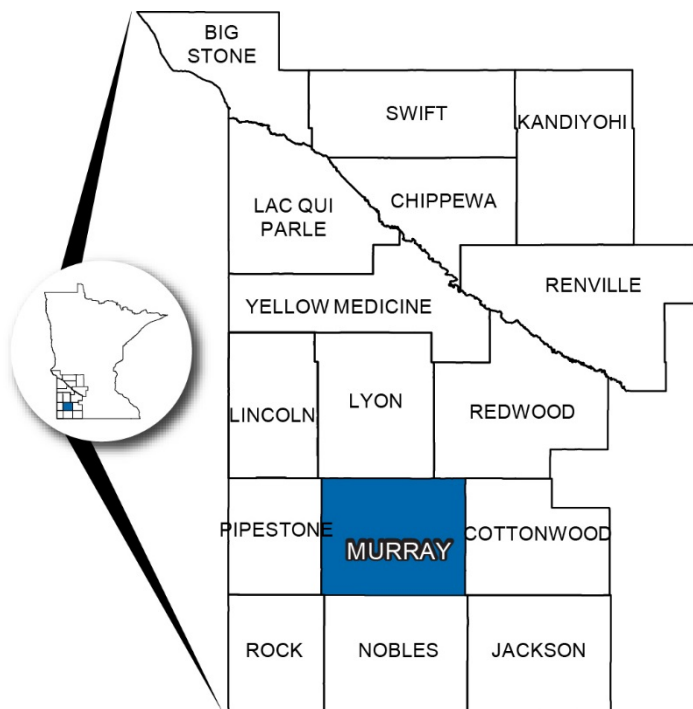 BIG
STONE
SWIFT
KANDIYOHI
LAC QUI
PARLE
CHIPPEWA
RENVILLE
YELLOW MEDICINE
LINCOLN
LYON
REDWOOD
PIPESTONE
MURRAY
COTTONWOOD
ROCK
NOBLES
JACKSON